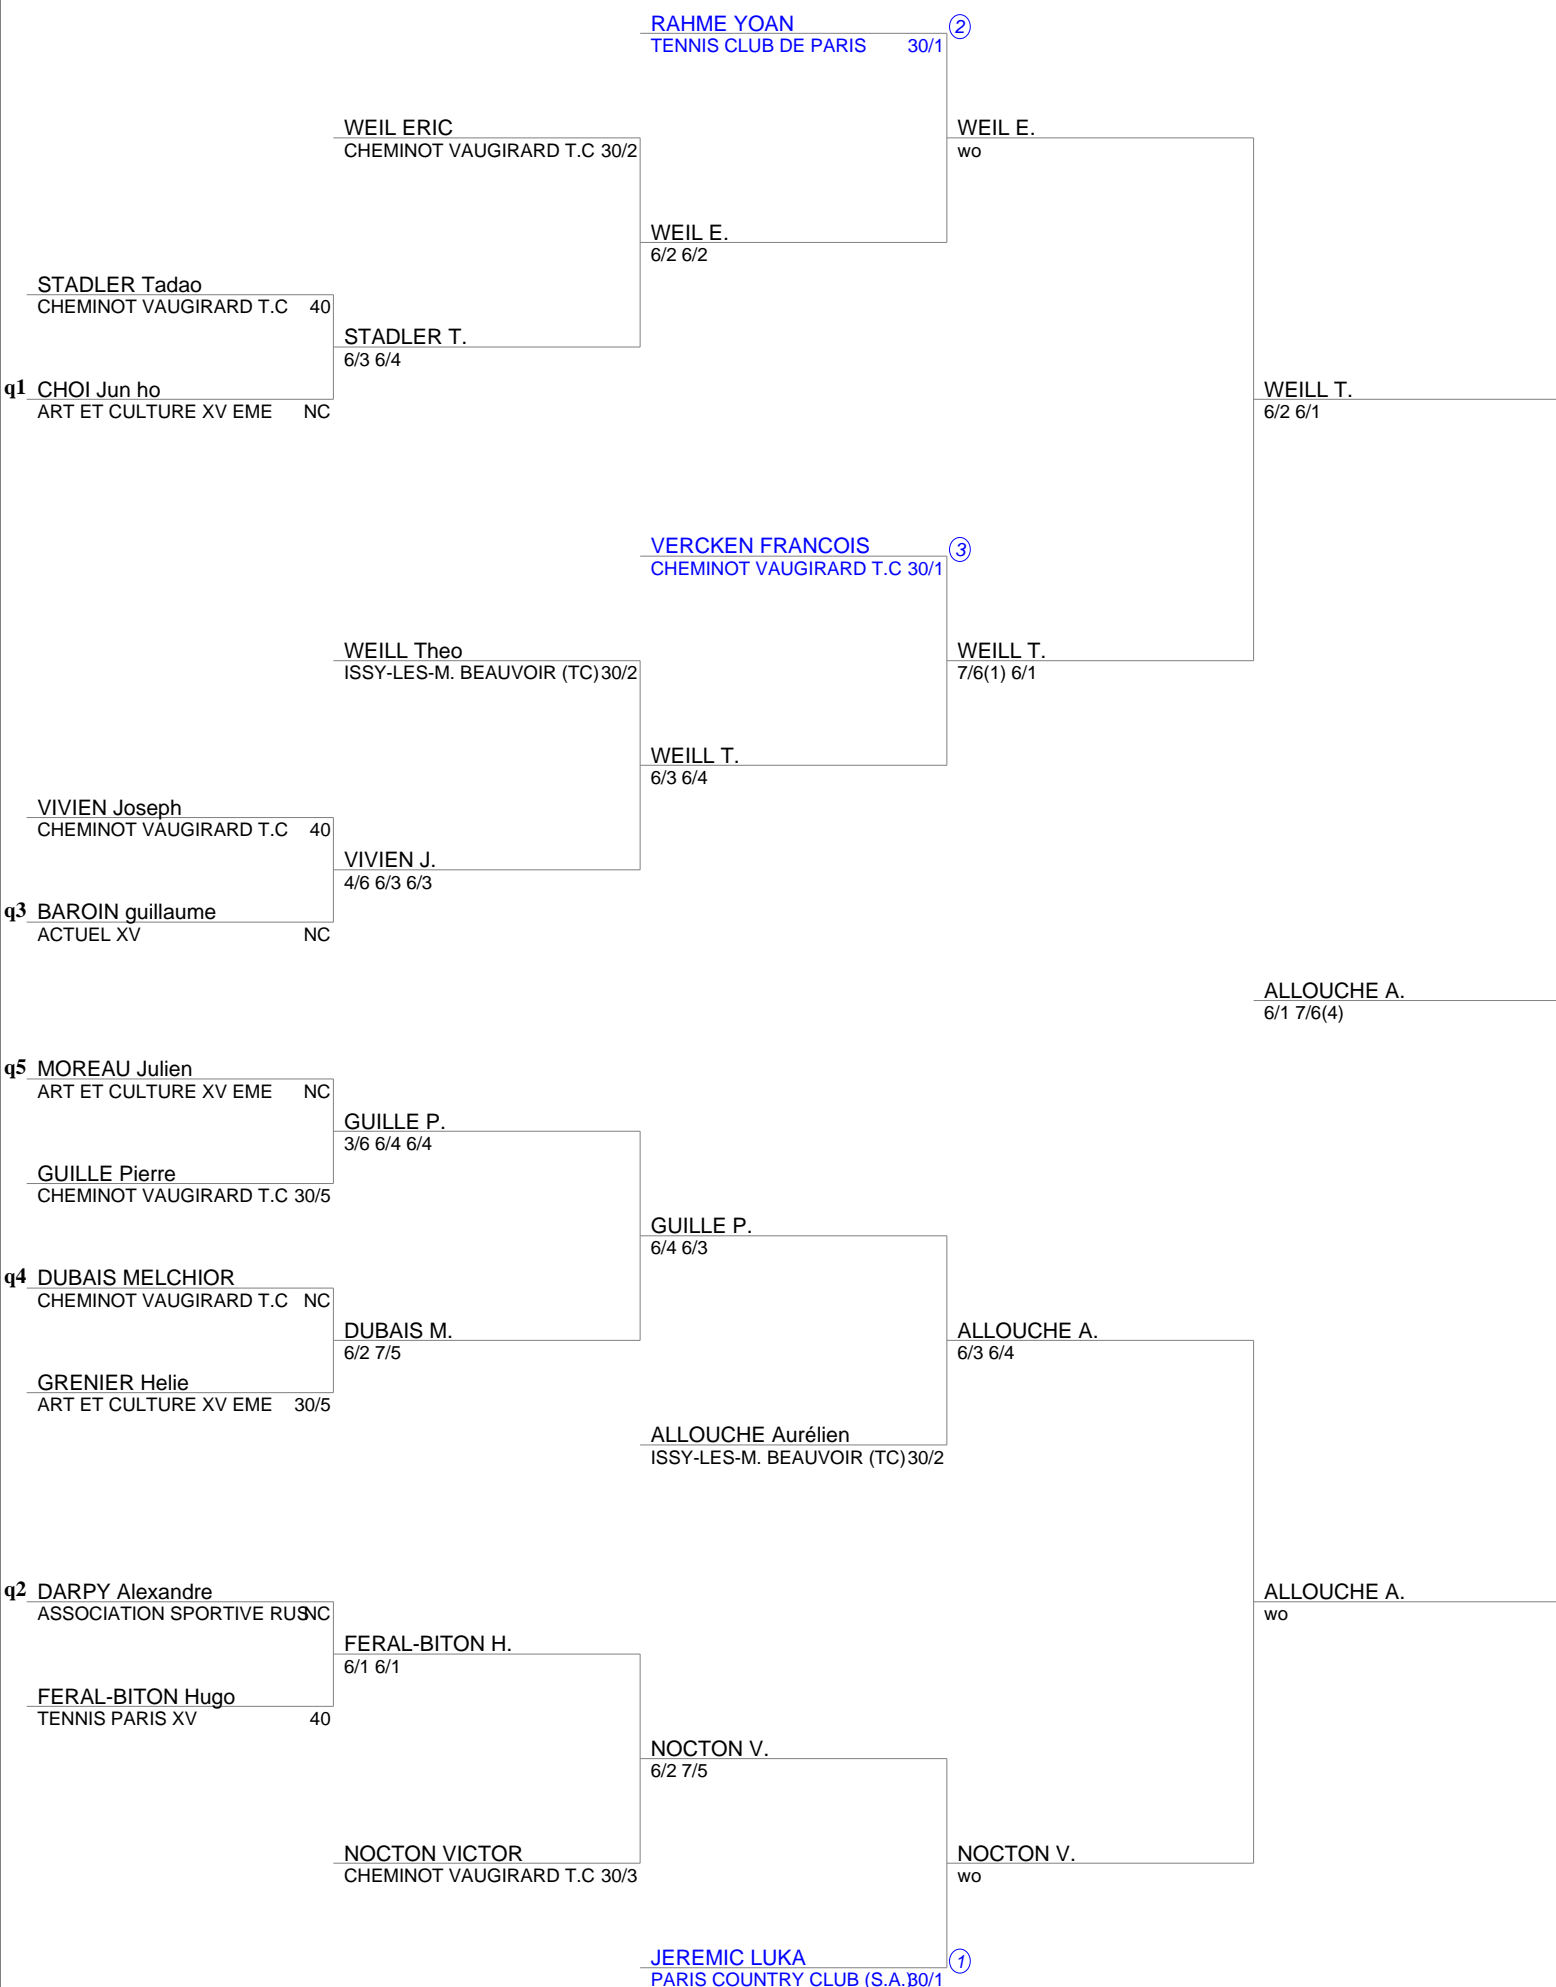 RAHME YOAN 2
TENNIS CLUB DE PARIS 30/1
WEIL ERIC
CHEMINOT VAUGIRARD T.C 30/2
WEIL E.
wo
WEIL E.
6/2 6/2
STADLER Tadao
CHEMINOT VAUGIRARD T.C 40
STADLER T.
6/3 6/4
q1 CHOI Jun ho
ART ET CULTURE XV EME NC
WEILL T.
6/2 6/1
VERCKEN FRANCOIS 3
CHEMINOT VAUGIRARD T.C 30/1
WEILL Theo
ISSY-LES-M. BEAUVOIR (TC) 30/2
WEILL T.
7/6(1) 6/1
WEILL T.
6/3 6/4
VIVIEN Joseph
CHEMINOT VAUGIRARD T.C 40
VIVIEN J.
4/6 6/3 6/3
q3 BAROIN guillaume
ACTUEL XV NC
ALLOUCHE A.
6/1 7/6(4)
q5 MOREAU Julien
ART ET CULTURE XV EME NC
GUILLE P.
3/6 6/4 6/4
GUILLE Pierre
CHEMINOT VAUGIRARD T.C 30/5
GUILLE P.
6/4 6/3
q4 DUBAIS MELCHIOR
CHEMINOT VAUGIRARD T.C NC
DUBAIS M.
6/2 7/5
ALLOUCHE A.
6/3 6/4
GRENIER Helie
ART ET CULTURE XV EME 30/5
ALLOUCHE Aurélien
ISSY-LES-M. BEAUVOIR (TC) 30/2
q2 DARPY Alexandre
ASSOCIATION SPORTIVE RUS NC
ALLOUCHE A.
wo
FERAL-BITON H.
6/1 6/1
FERAL-BITON Hugo
TENNIS PARIS XV 40
NOCTON V.
6/2 7/5
NOCTON VICTOR
CHEMINOT VAUGIRARD T.C 30/3
NOCTON V.
wo
JEREMIC LUKA 1
PARIS COUNTRY CLUB (S.A.) 30/1